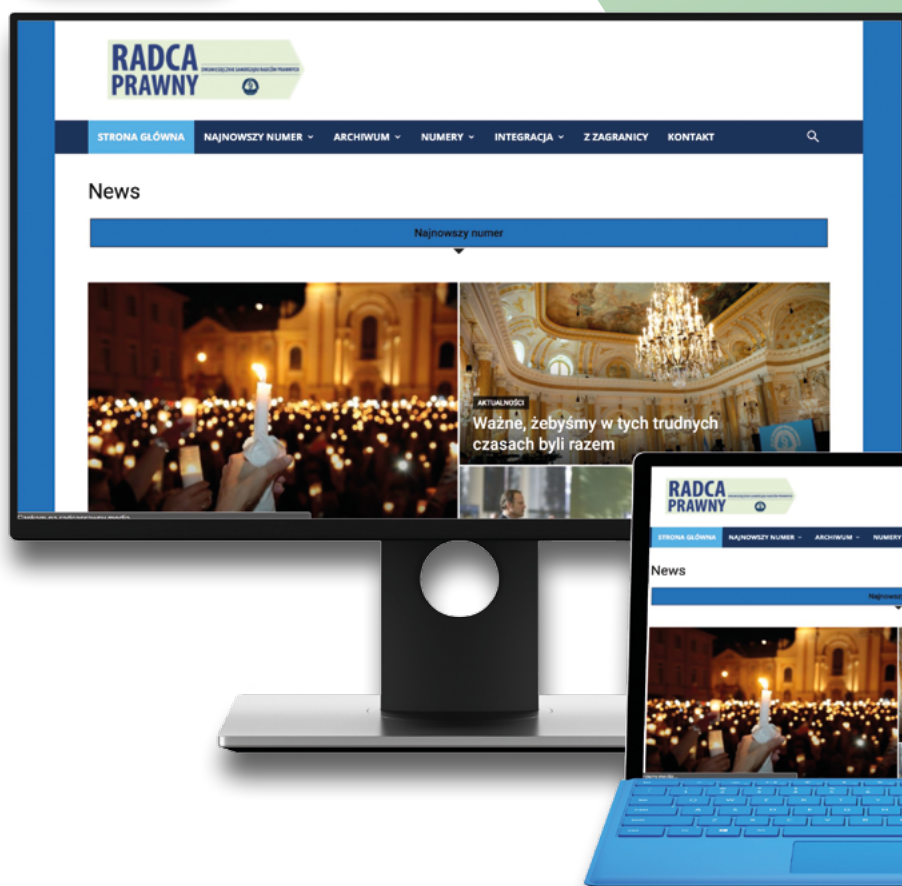 RADCA
PRAWNY
STRONA GŁÓWNA NAJNOWSZY NUMER ARCHIWUM NUMERY INTEGRACJA Z ZAGRANICY KONTAKT
News
Najnowszy numer
AKTUALNOŚCI
Ważne, żebyśmy w tych trudnych
czasach byli razem
RADCA
PRAWNY
STRONA GŁÓWNA NAJNOWSZY NUMER ARCHIWUM NUMERY
News